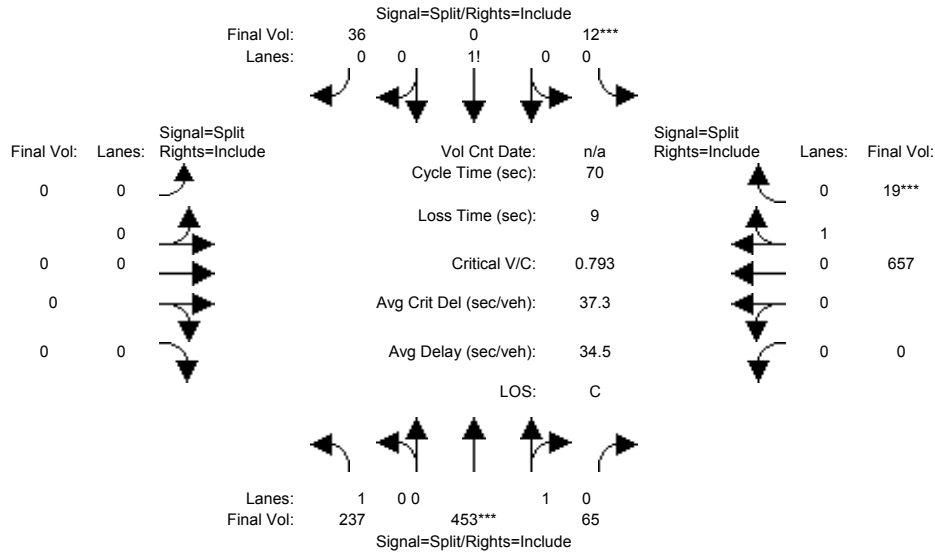 Signal=Split/Rights=Include
Final Vol: 36 0 12***
Lanes: 0 0 1! 0 0
Signal=Split Signal=Split
Final Vol: Lanes: Rights=Include Vol Cnt Date: n/a Rights=Include Lanes: Final Vol:
Cycle Time (sec): 70
0 0 0 19***
Loss Time (sec): 9
0 1
0 0 Critical V/C: 0.793 0 657
0 Avg Crit Del (sec/veh): 37.3 0
0 0 Avg Delay (sec/veh): 34.5 0 0
LOS: C
Lanes: 1 0 0 1 0
Final Vol: 237 453*** 65
Signal=Split/Rights=Include